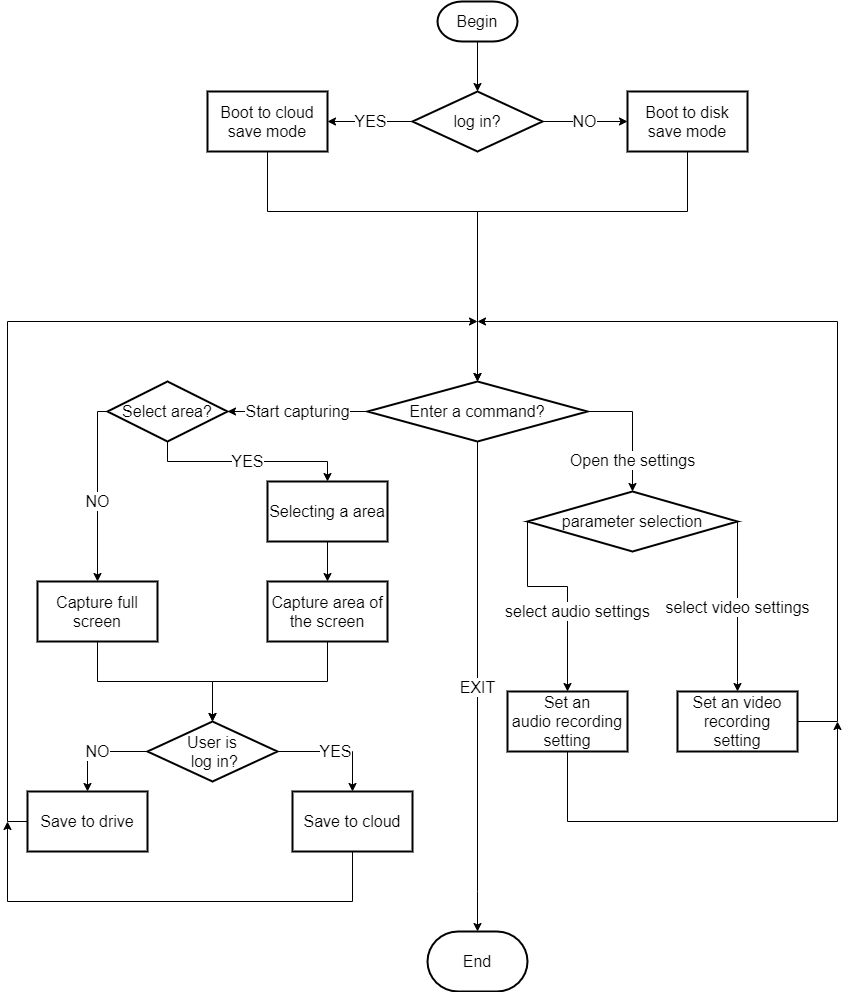 Begin
Boot to cloud
save mode
YES
log in?
NO
Boot to disk
save mode
Select area?
Start capturing
Enter a command?
YES
Open the settings
NO
Selecting a area
parameter selection
Capture full
screen
Capture area of
the screen
select audio settings
select video settings
EXIT
Set an
audio recording
setting
Set an video
recording
setting
NO
User is
log in?
YES
Save to drive
Save to cloud
End